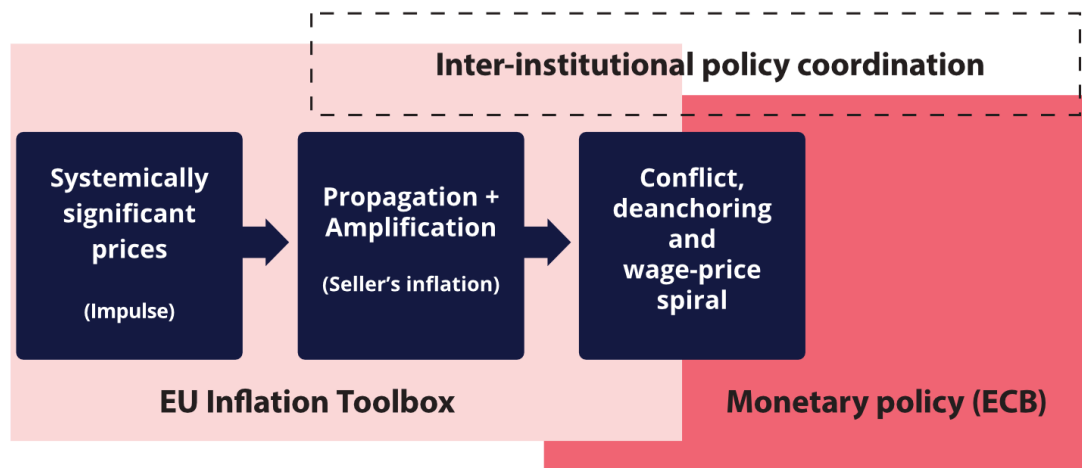 Inter-institutional policy coordination
Systemically
significant
prices
(Impulse)
Propagation +
Amplification
(Seller's inflation)
Conflict,
deanchoring
and
wage-price
spiral
EU Inflation Toolbox
Monetary policy (ECB)